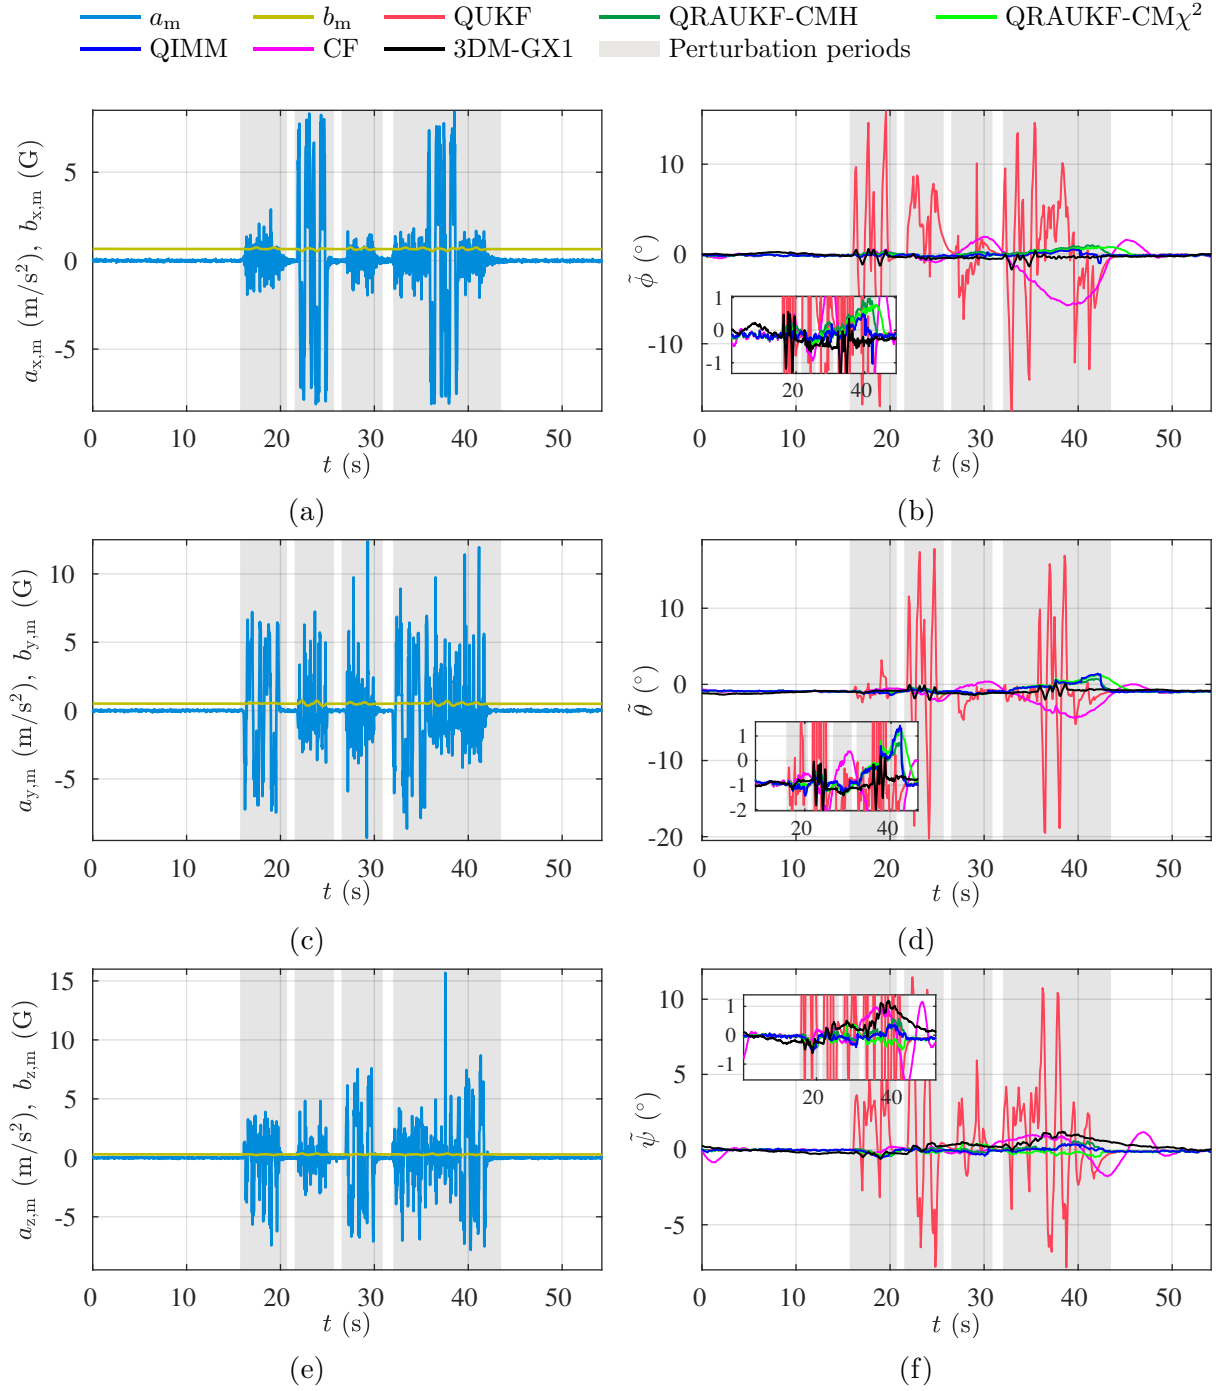 a_m b_m QUKF QRAUKF-CMH QRAUKF-CMχ²
QIMM CF 3DM-GX1 Perturbation periods
a_x,m (m/s²), b_x,m (G)
5
0
-5
0 10 20 30 40 50
t (s)
(a)
ϕ̃ (°)
10
0
-10
1
0
-1
20 40
0 10 20 30 40 50
t (s)
(b)
a_y,m (m/s²), b_y,m (G)
10
5
0
-5
0 10 20 30 40 50
t (s)
(c)
θ̃ (°)
10
0
-10
-20
1
0
-1
-2
20 40
0 10 20 30 40 50
t (s)
(d)
a_z,m (m/s²), b_z,m (G)
15
10
5
0
-5
0 10 20 30 40 50
t (s)
(e)
ψ̃ (°)
10
5
0
-5
1
0
-1
20 40
0 10 20 30 40 50
t (s)
(f)